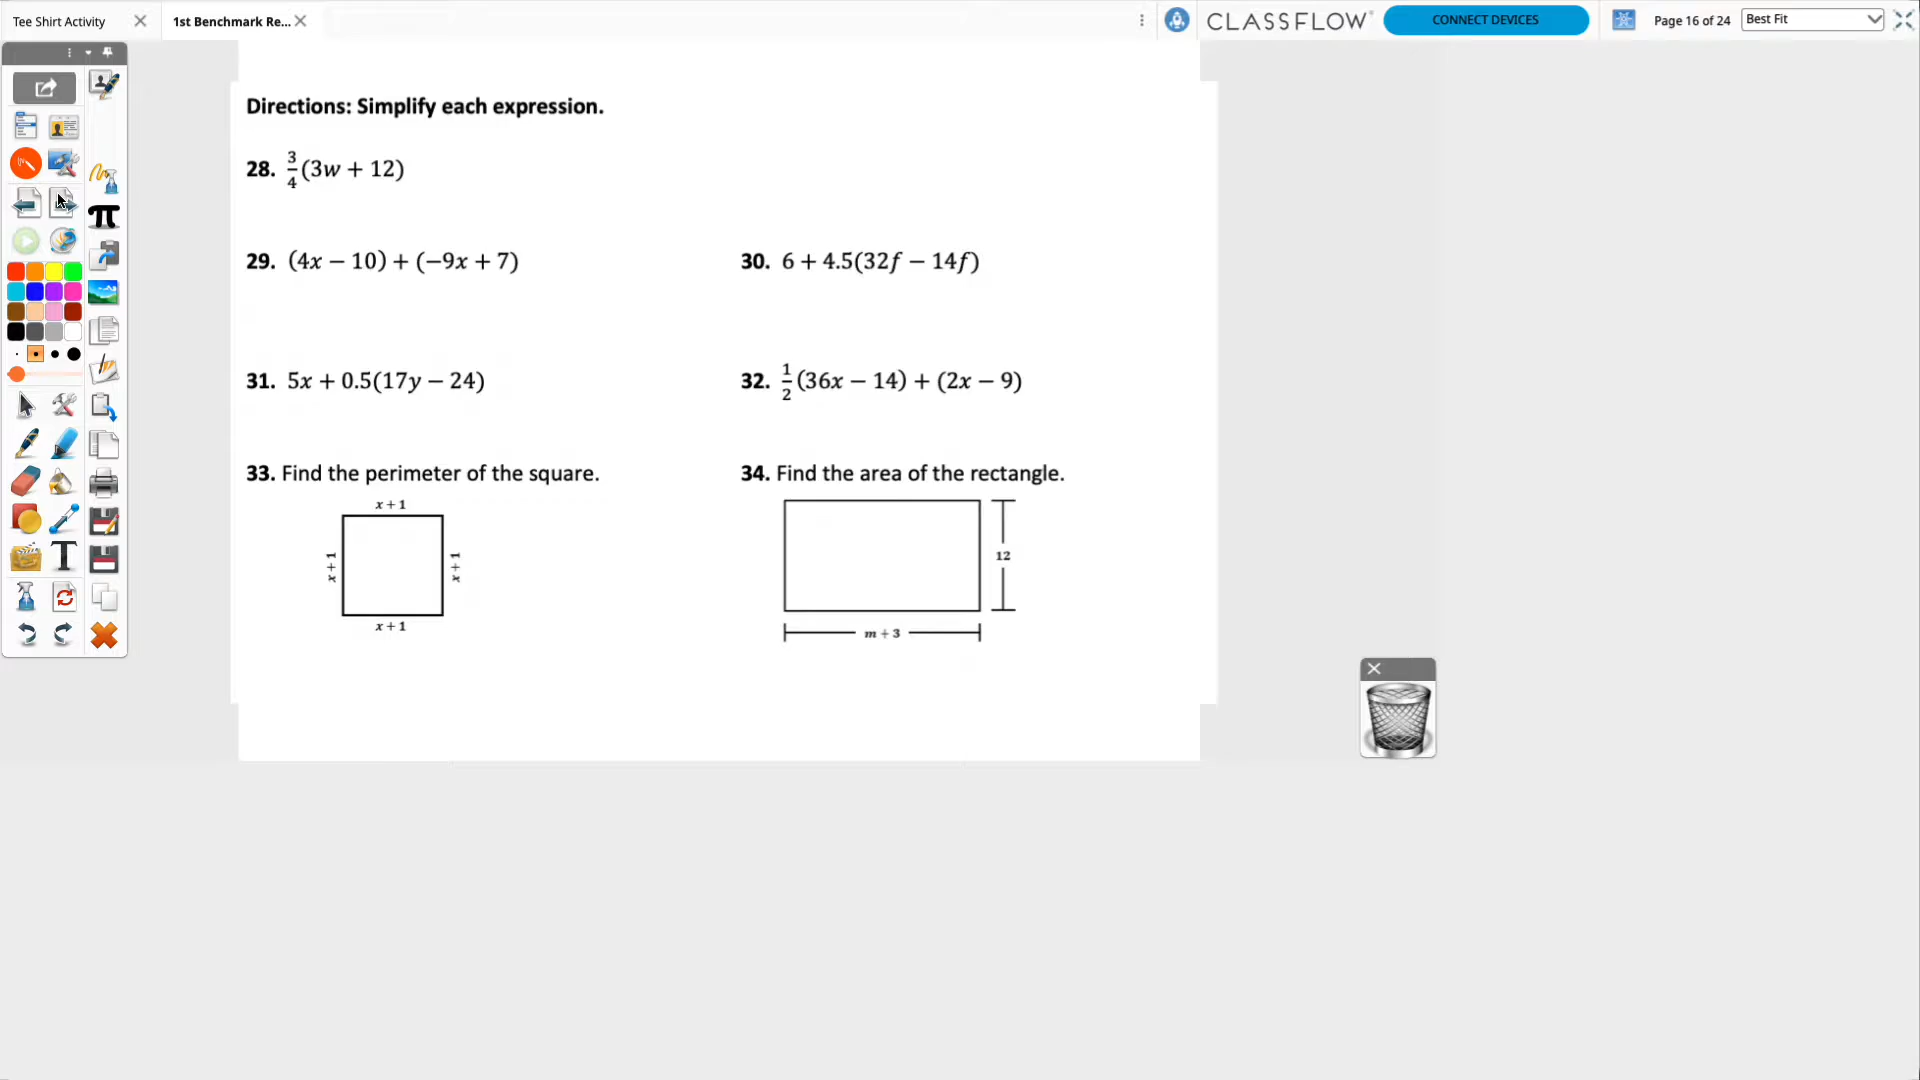 Tee Shirt Activity
1st Benchmark Re...
CLASSFLOW
CONNECT DEVICES
Page 16 of 24
Best Fit
Directions: Simplify each expression.
28. 3/4(3w + 12)
29. (4x − 10) + (−9x + 7)
30. 6 + 4.5(32f − 14f)
31. 5x + 0.5(17y − 24)
32. 1/2(36x − 14) + (2x − 9)
33. Find the perimeter of the square.
x + 1
x + 1
x + 1
x + 1
34. Find the area of the rectangle.
12
m + 3